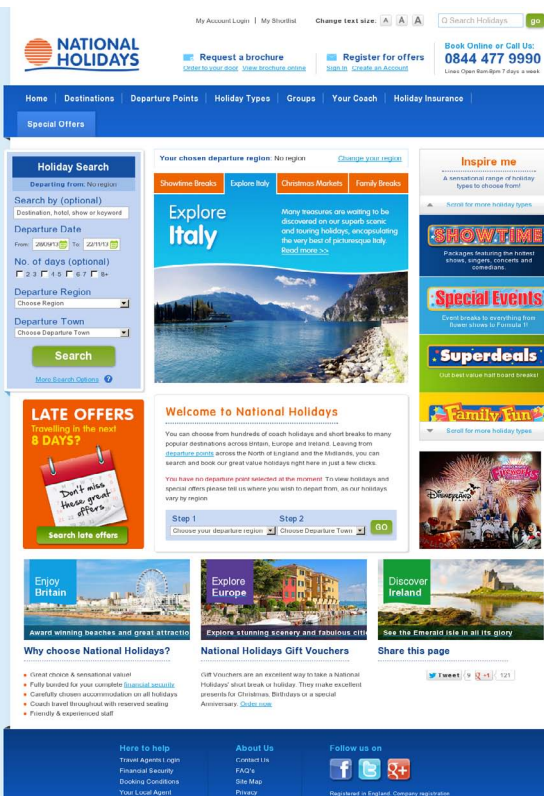 My Account Login | My Shortlist
Change text size: A A A
Search Holidays go
NATIONAL
HOLIDAYS
Request a brochure
Order to your door View brochure online
Register for offers
Sign in Create an Account
Book Online or Call Us:
0844 477 9990
Lines Open 8am-8pm 7 days a week
Home | Destinations | Departure Points | Holiday Types | Groups | Your Coach | Holiday Insurance |
Special Offers
Holiday Search
Departing from: No region
Search by (optional)
Destination, hotel, show or keyword
Departure Date
From: 28/09/13 To: 22/11/13
No. of days (optional)
2 3 4 5 6 7 8+
Departure Region
Choose Region
Departure Town
Choose Departure Town
Search
More Search Options ?
Your chosen departure region: No region Change your region
Showtime Breaks Explore Italy Christmas Markets Family Breaks
Explore
Italy
Many treasures are waiting to be
discovered on our superb scenic
and touring holidays, encapsulating
the very best of picturesque Italy.
Read more >>
Inspire me
A sensational range of holiday
types to choose from!
Scroll for more holiday types
SHOWTIME
Packages featuring the hottest
shows, singers, concerts and
comedians.
Special Events
Event breaks to everything from
flower shows to Formula 1!
Superdeals
Our best value half board breaks!
Family Fun
Scroll for more holiday types
LATE OFFERS
Travelling in the next
8 DAYS?
Don't miss
these great
offers
Search late offers
Welcome to National Holidays
You can choose from hundreds of coach holidays and short breaks to many
popular destinations across Britain, Europe and Ireland. Leaving from
departure points across the North of England and the Midlands, you can
search and book our great value holidays right here in just a few clicks.
You have no departure point selected at the moment. To view holidays and
special offers please tell us where you wish to depart from, as our holidays
vary by region
Step 1 Step 2
Choose your departure region Choose Departure Town GO
Disneyland
FIREWORKS
Enjoy
Britain
Award winning beaches and great attractio
Explore
Europe
Explore stunning scenery and fabulous citi
Discover
Ireland
See the Emerald isle in all its glory
Why choose National Holidays?
Great choice & sensational value!
Fully bonded for your complete financial security
Carefully chosen accommodation on all holidays
Coach travel throughout with reserved seating
Friendly & experienced staff
National Holidays Gift Vouchers
Gift Vouchers are an excellent way to take a National
Holidays' short break or holiday. They make excellent
presents for Christmas, Birthdays or a special
Anniversary. Order now
Share this page
Tweet 9 +1 121
Here to help
Travel Agents Login
Financial Security
Booking Conditions
Your Local Agent
About Us
Contact Us
FAQ's
Site Map
Privacy
Follow us on
Registered in England. Company registration